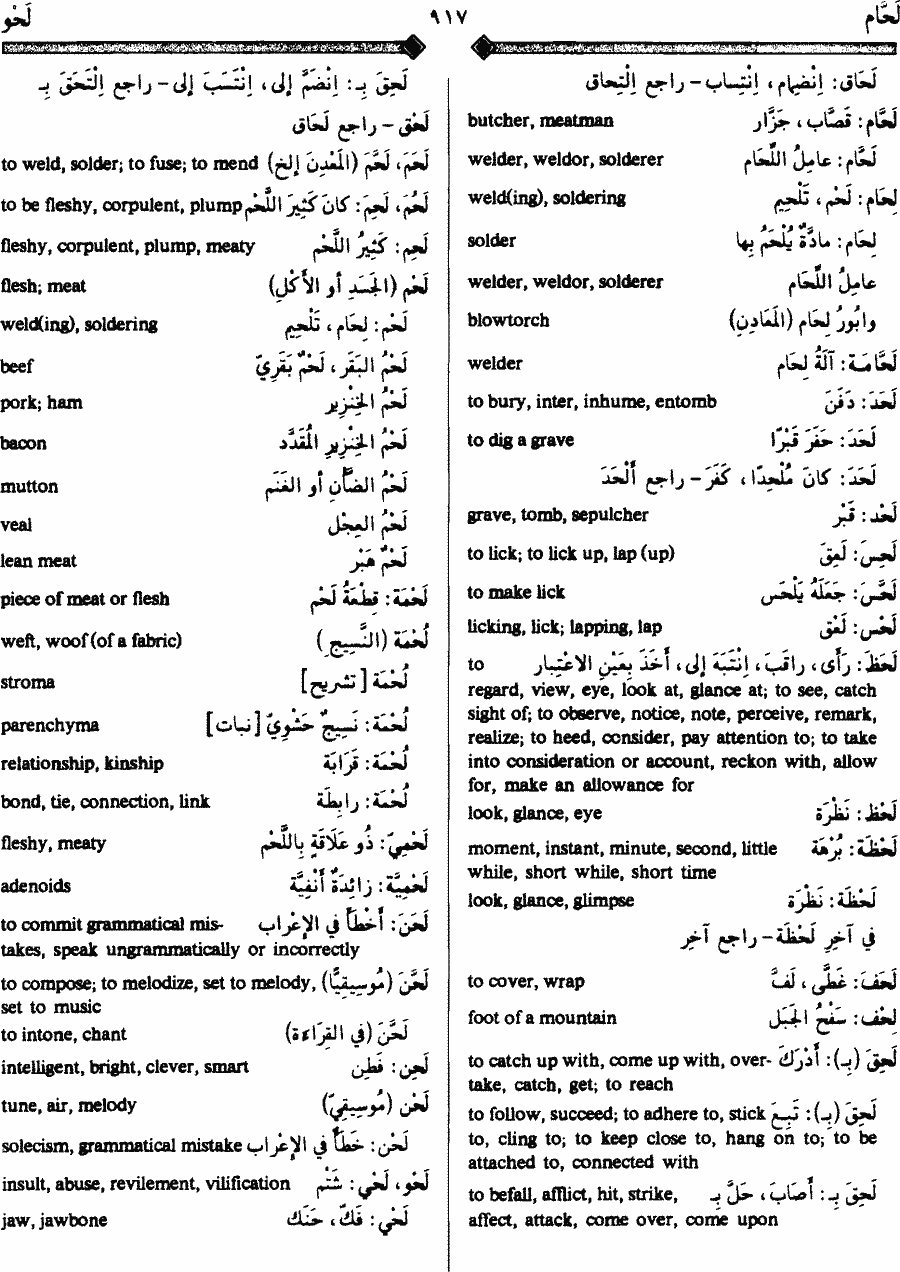 لَحَّام
٩١٧
لَحْو
لَحَاق: اِنْضِمَام ، اِنْتِساب - راجع اِلْتِحاق
butcher, meatman لَحَّام: قَصَّاب ، جَزَّار
welder, weldor, solderer لَحَّام: عامِلُ اللِّحَام
weld(ing), soldering لِحَام: لَحْم ، تَلْحِيم
solder لِحَام: مادَّةٌ يُلْحَمُ بِها
welder, weldor, solderer عامِلُ اللِّحَام
blowtorch وابُورُ لِحَام (المَعَادِنِ)
welder لَحَّامَة: آلَةُ لِحَام
to bury, inter, inhume, entomb لَحَدَ: دَفَنَ
to dig a grave لَحَدَ: حَفَرَ قَبْرًا
لَحَدَ: كانَ مُلْحِدًا، كَفَرَ - راجع أَلْحَدَ
grave, tomb, sepulcher لَحْد: قَبْر
to lick; to lick up, lap (up) لَحِسَ: لَعِقَ
to make lick لَحَّسَ: جَعَلَهُ يَلْحَس
licking, lick; lapping, lap لَحْس: لَعْق
to لَحَظَ: رَأى، راقَبَ، اِنْتَبَهَ إلى، أَخَذَ بِعَيْنِ الاعْتِبار
regard, view, eye, look at, glance at; to see, catch
sight of; to observe, notice, note, perceive, remark,
realize; to heed, consider, pay attention to; to take
into consideration or account, reckon with, allow
for, make an allowance for
look, glance, eye لَحْظ: نَظْرَة
moment, instant, minute, second, little لَحْظَة: بُرْهَة
while, short while, short time
look, glance, glimpse لَحْظَة: نَظْرَة
في آخِرِ لَحْظَة - راجع آخِر
to cover, wrap لَحَفَ: غَطَّى ، لَفَّ
foot of a mountain لِحْف: سَفْحُ الجَبَل
to catch up with, come up with, over- لَحِقَ (بـِ): أَدْرَكَ
take, catch, get; to reach
to follow, succeed; to adhere to, stick لَحِقَ (بـِ): تَبِعَ
to, cling to; to keep close to, hang on to; to be
attached to, connected with
to befall, afflict, hit, strike, لَحِقَ بـِ: أَصابَ، حَلَّ بـِ
affect, attack, come over, come upon
لَحِقَ بـِ: اِنْضَمَّ إلى، اِنْتَسَبَ إلى - راجع اِلْتَحَقَ بـِ
لَحْق - راجع لَحَاق
to weld, solder; to fuse; to mend لَحَمَ، لَحَّمَ (المَعْدِنَ إلخ)
to be fleshy, corpulent, plump لَحُمَ، لَحِمَ: كانَ كَثِيرَ اللَّحْم
fleshy, corpulent, plump, meaty لَحِم: كَثِيرُ اللَّحْم
flesh; meat لَحْم (الجَسَدِ أو الأَكْلِ)
weld(ing), soldering لَحْم: لِحَام ، تَلْحِيم
beef لَحْمُ البَقَر، لَحْمٌ بَقَرِيّ
pork; ham لَحْمُ الخِنْزِير
bacon لَحْمُ الخِنْزِيرِ المُقَدَّد
mutton لَحْمُ الضَّأْن أو الغَنَم
veal لَحْمُ العِجْل
lean meat لَحْمٌ هَبْر
piece of meat or flesh لَحْمَة: قِطْعَةُ لَحْم
weft, woof (of a fabric) لُحْمَة (النَّسِيجِ)
stroma لُحْمَة [ تشريح ]
parenchyma لُحْمَة: نَسِيجٌ حَشْوِيّ [ نبات ]
relationship, kinship لُحْمَة: قَرَابَة
bond, tie, connection, link لُحْمَة: رابِطَة
fleshy, meaty لَحْمِيّ: ذُو عَلَاقَةٍ بِاللَّحْم
adenoids لَحْمِيَّة: زائِدَةٌ أَنْفِيَّة
to commit grammatical mis- لَحَنَ: أَخْطَأَ في الإعْراب
takes, speak ungrammatically or incorrectly
to compose; to melodize, set to melody, لَحَّنَ (مُوسِيقِيًّا)
set to music
to intone, chant لَحَّنَ (في القِرَاءَةِ)
intelligent, bright, clever, smart لَحِن: فَطِن
tune, air, melody لَحْن (مُوسِيقِيّ)
solecism, grammatical mistake لَحْن: خَطَأٌ في الإعْراب
insult, abuse, revilement, vilification لَحْو، لَحْي: شَتْم
jaw, jawbone لَحْي: فَكّ، حَنَك